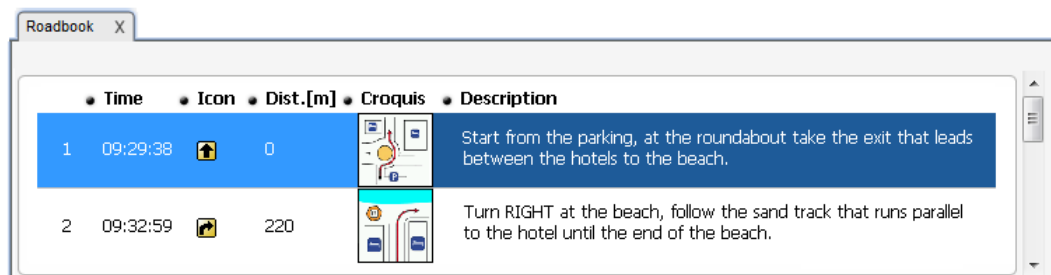 Roadbook X
Time Icon Dist.[m] Croquis Description
1 09:29:38 0 P Start from the parking, at the roundabout take the exit that leads
between the hotels to the beach.
2 09:32:59 220 Turn RIGHT at the beach, follow the sand track that runs parallel
to the hotel until the end of the beach.